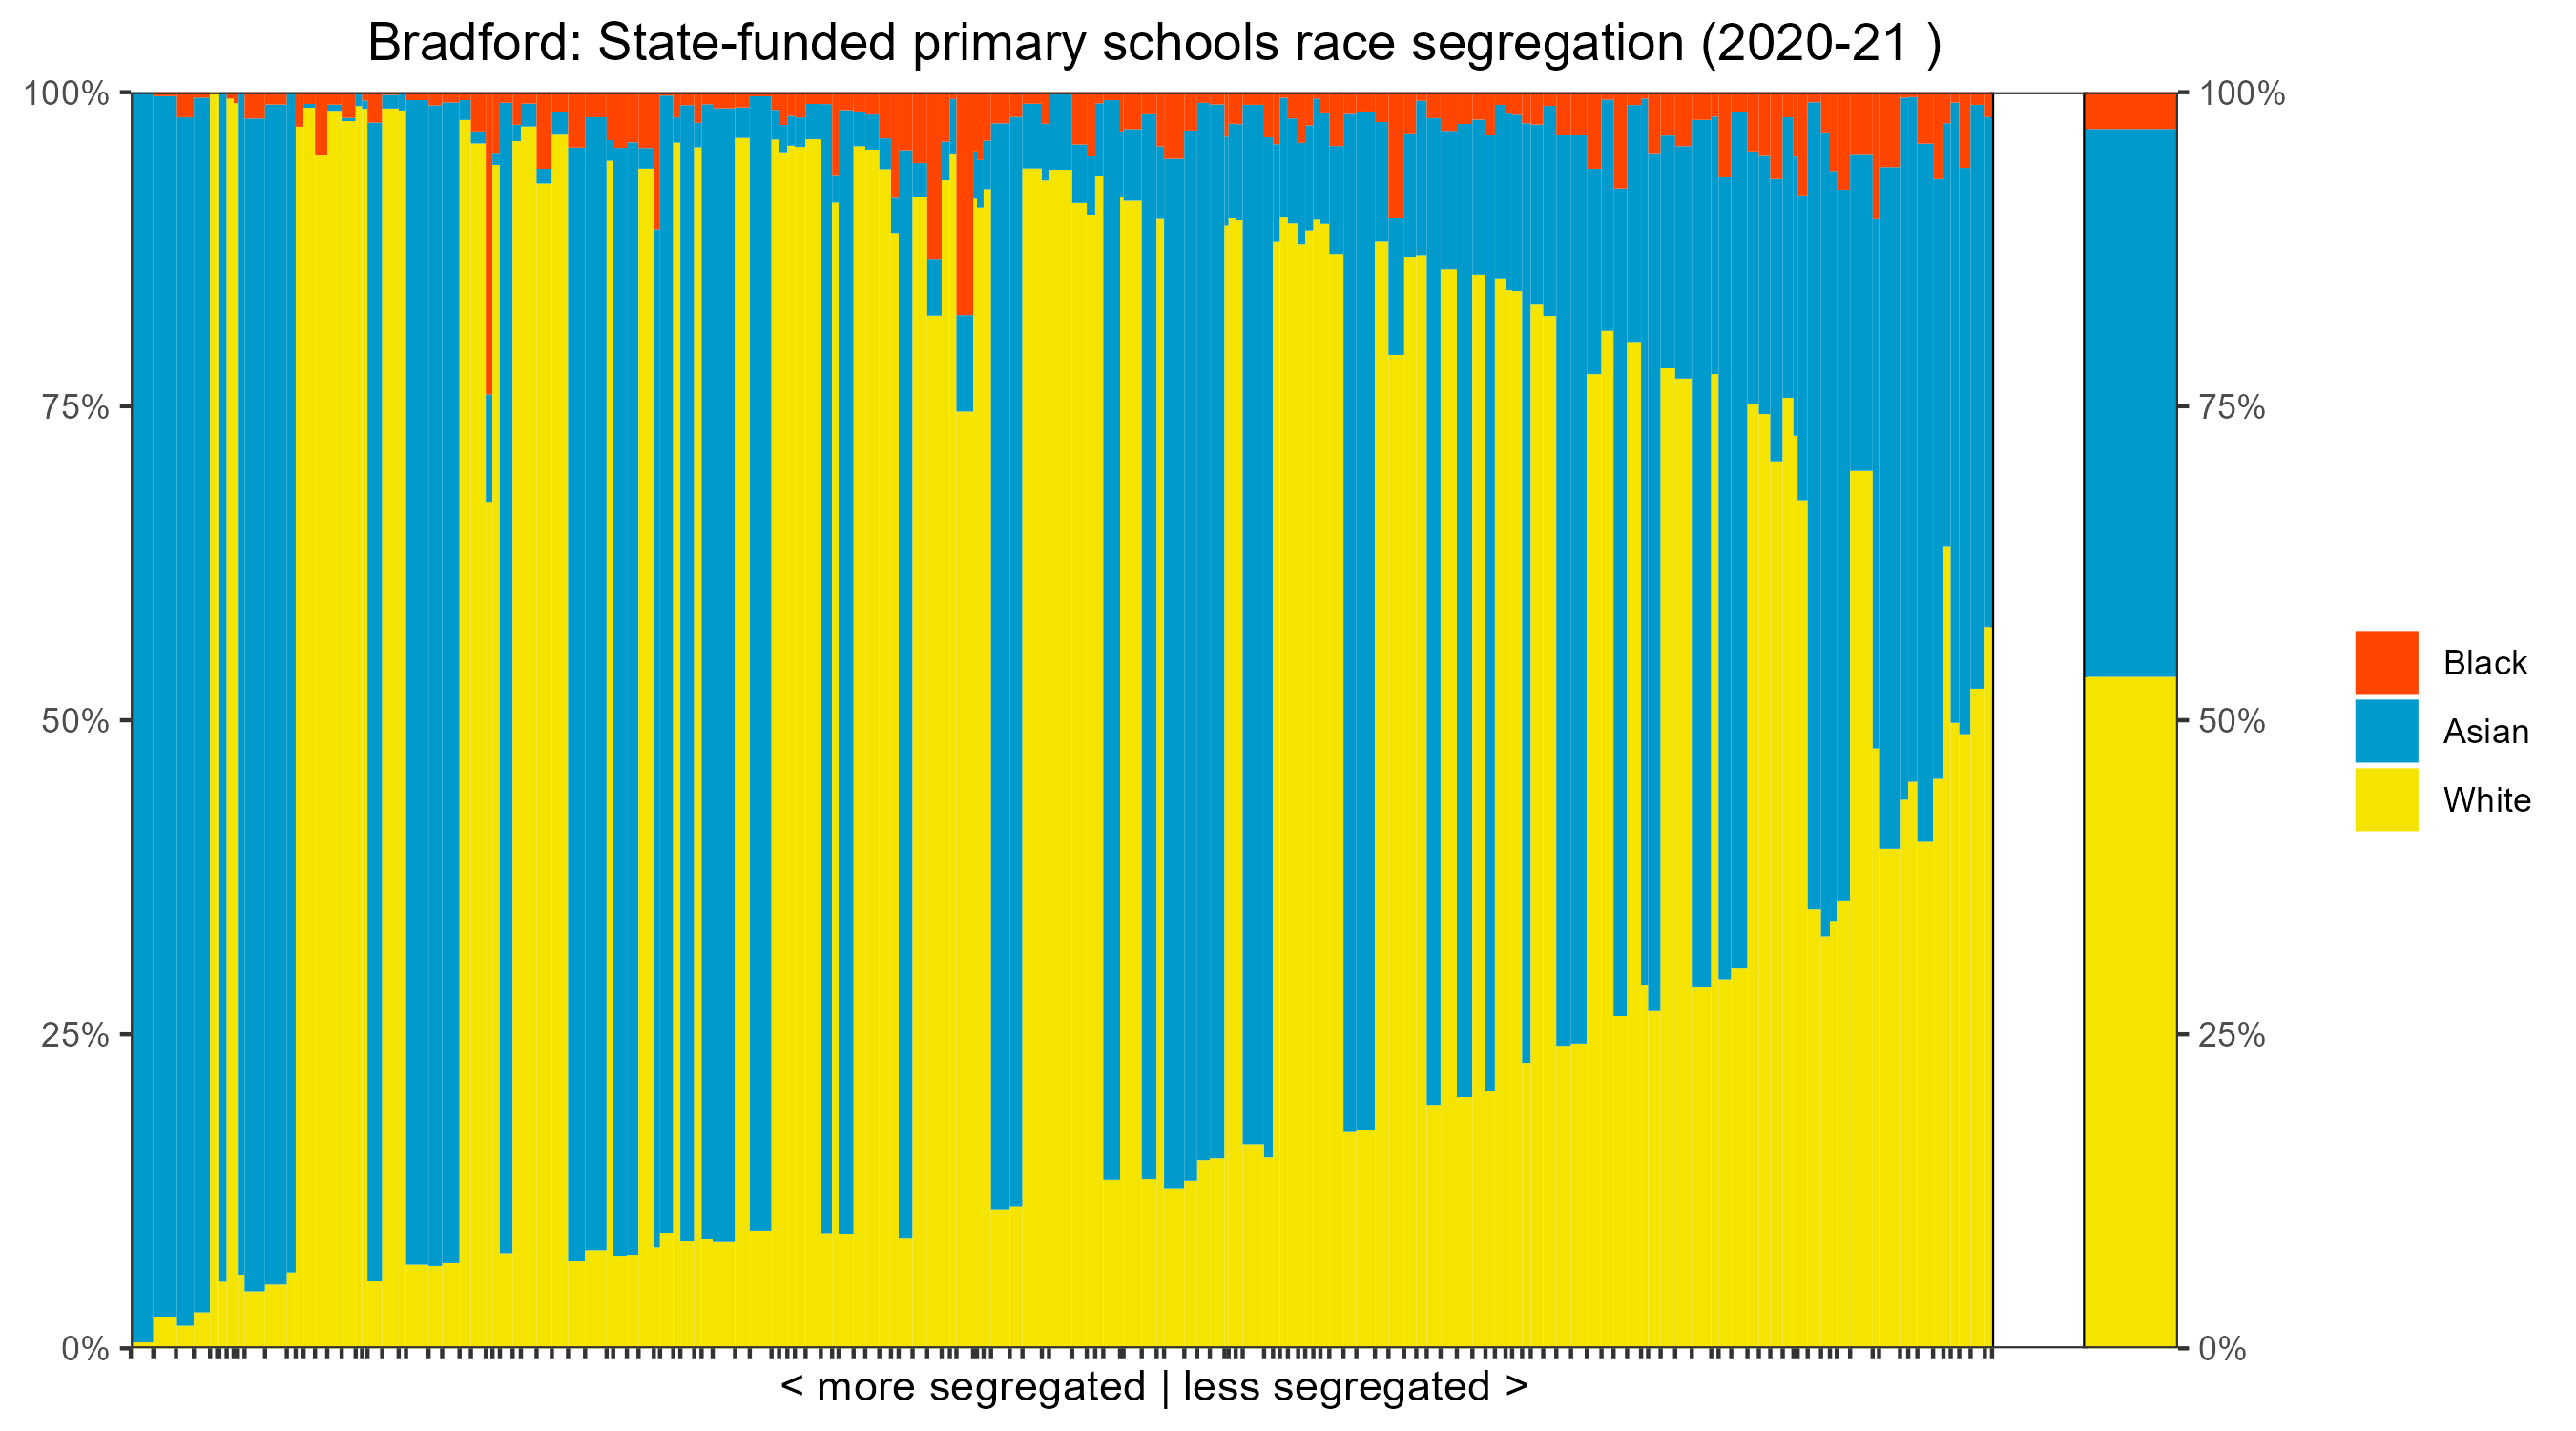 Bradford: State-funded primary schools race segregation (2020-21 )
100%
75%
50%
25%
0%
100%
75%
50%
25%
0%
Black
Asian
White
< more segregated | less segregated >